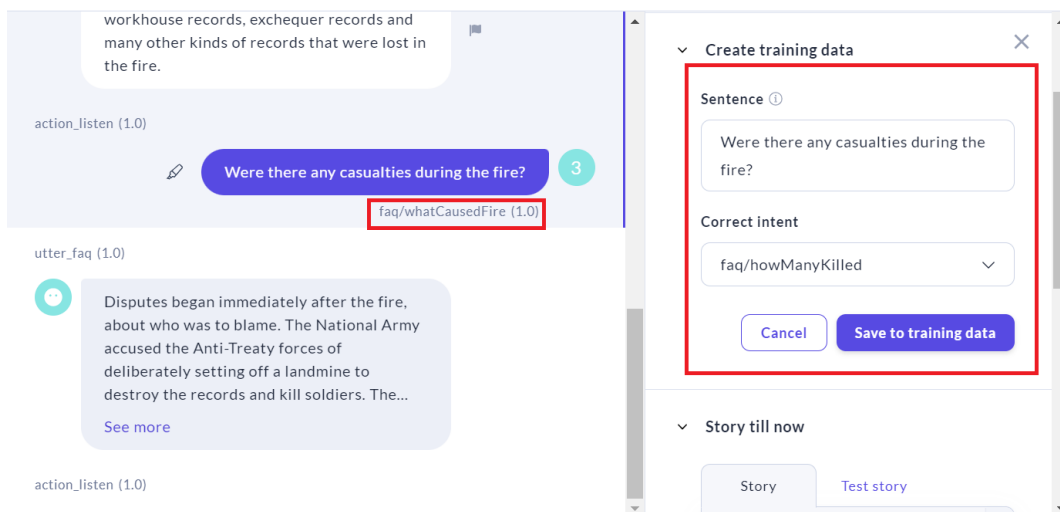 workhouse records, exchequer records and
many other kinds of records that were lost in
the fire.
action_listen (1.0)
Were there any casualties during the fire?
3
faq/whatCausedFire (1.0)
utter_faq (1.0)
Disputes began immediately after the fire,
about who was to blame. The National Army
accused the Anti-Treaty forces of
deliberately setting off a landmine to
destroy the records and kill soldiers. The...
See more
action_listen (1.0)
Create training data
Sentence
Were there any casualties during the
fire?
Correct intent
faq/howManyKilled
Cancel Save to training data
Story till now
Story Test story